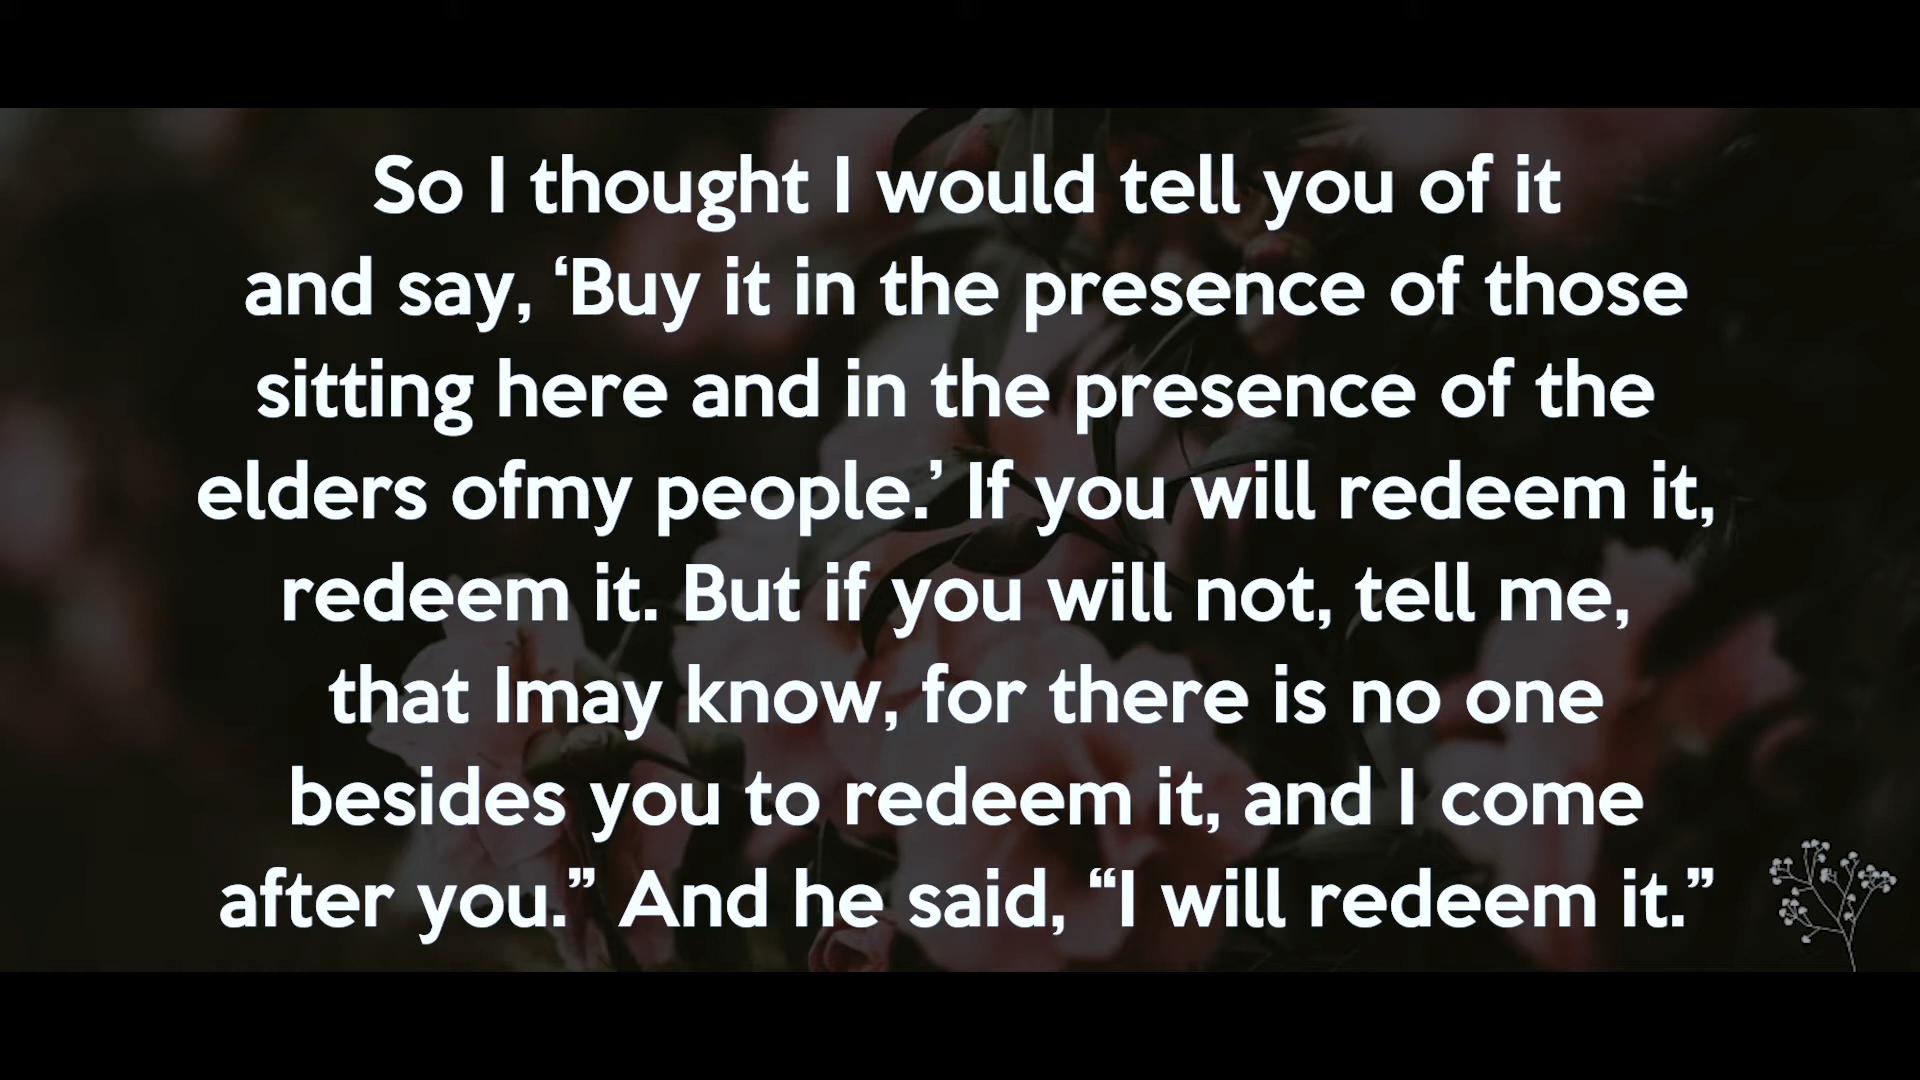 So I thought I would tell you of it
and say, ‘Buy it in the presence of those
sitting here and in the presence of the
elders ofmy people.’ If you will redeem it,
redeem it. But if you will not, tell me,
that Imay know, for there is no one
besides you to redeem it, and I come
after you.” And he said, “I will redeem it.”